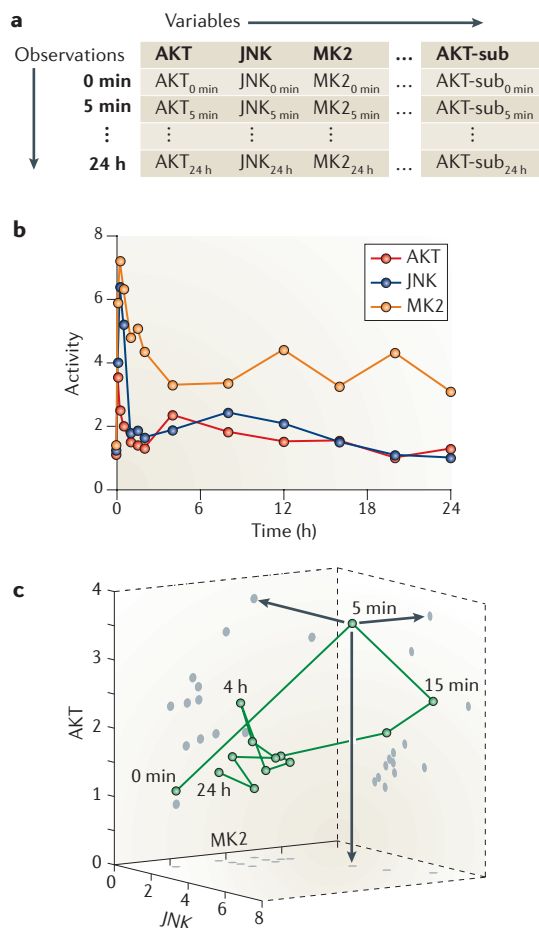 a
Variables
Observations AKT JNK MK2 ... AKT-sub
0 min AKT0 min JNK0 min MK20 min AKT-sub0 min
5 min AKT5 min JNK5 min MK25 min AKT-sub5 min
⋮ ⋮ ⋮ ⋮ ⋮
24 h AKT24 h JNK24 h MK224 h ... AKT-sub24 h
b
8
6
4
2
0
Activity
AKT
JNK
MK2
0 6 12 18 24
Time (h)
c
4
3
2
1
0
AKT
5 min
15 min
4 h
0 min
24 h
MK2
0 2 4 6 8
JNK